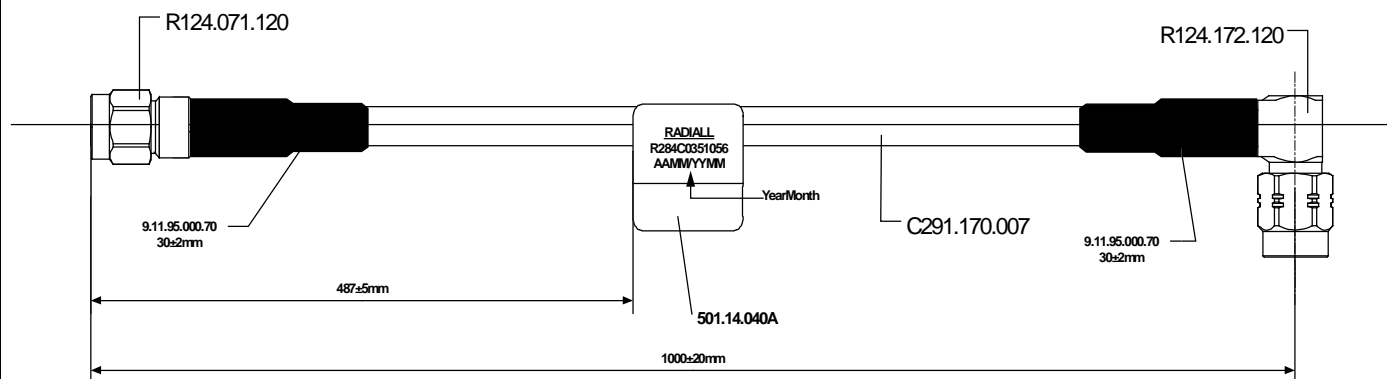 R124.071.120
R124.172.120
RADIALL
R284C0351056
AAMM/YYMM
YearMonth
9.11.95.000.70
30±2mm
C291.170.007
9.11.95.000.70
30±2mm
487±5mm
501.14.040A
1000±20mm